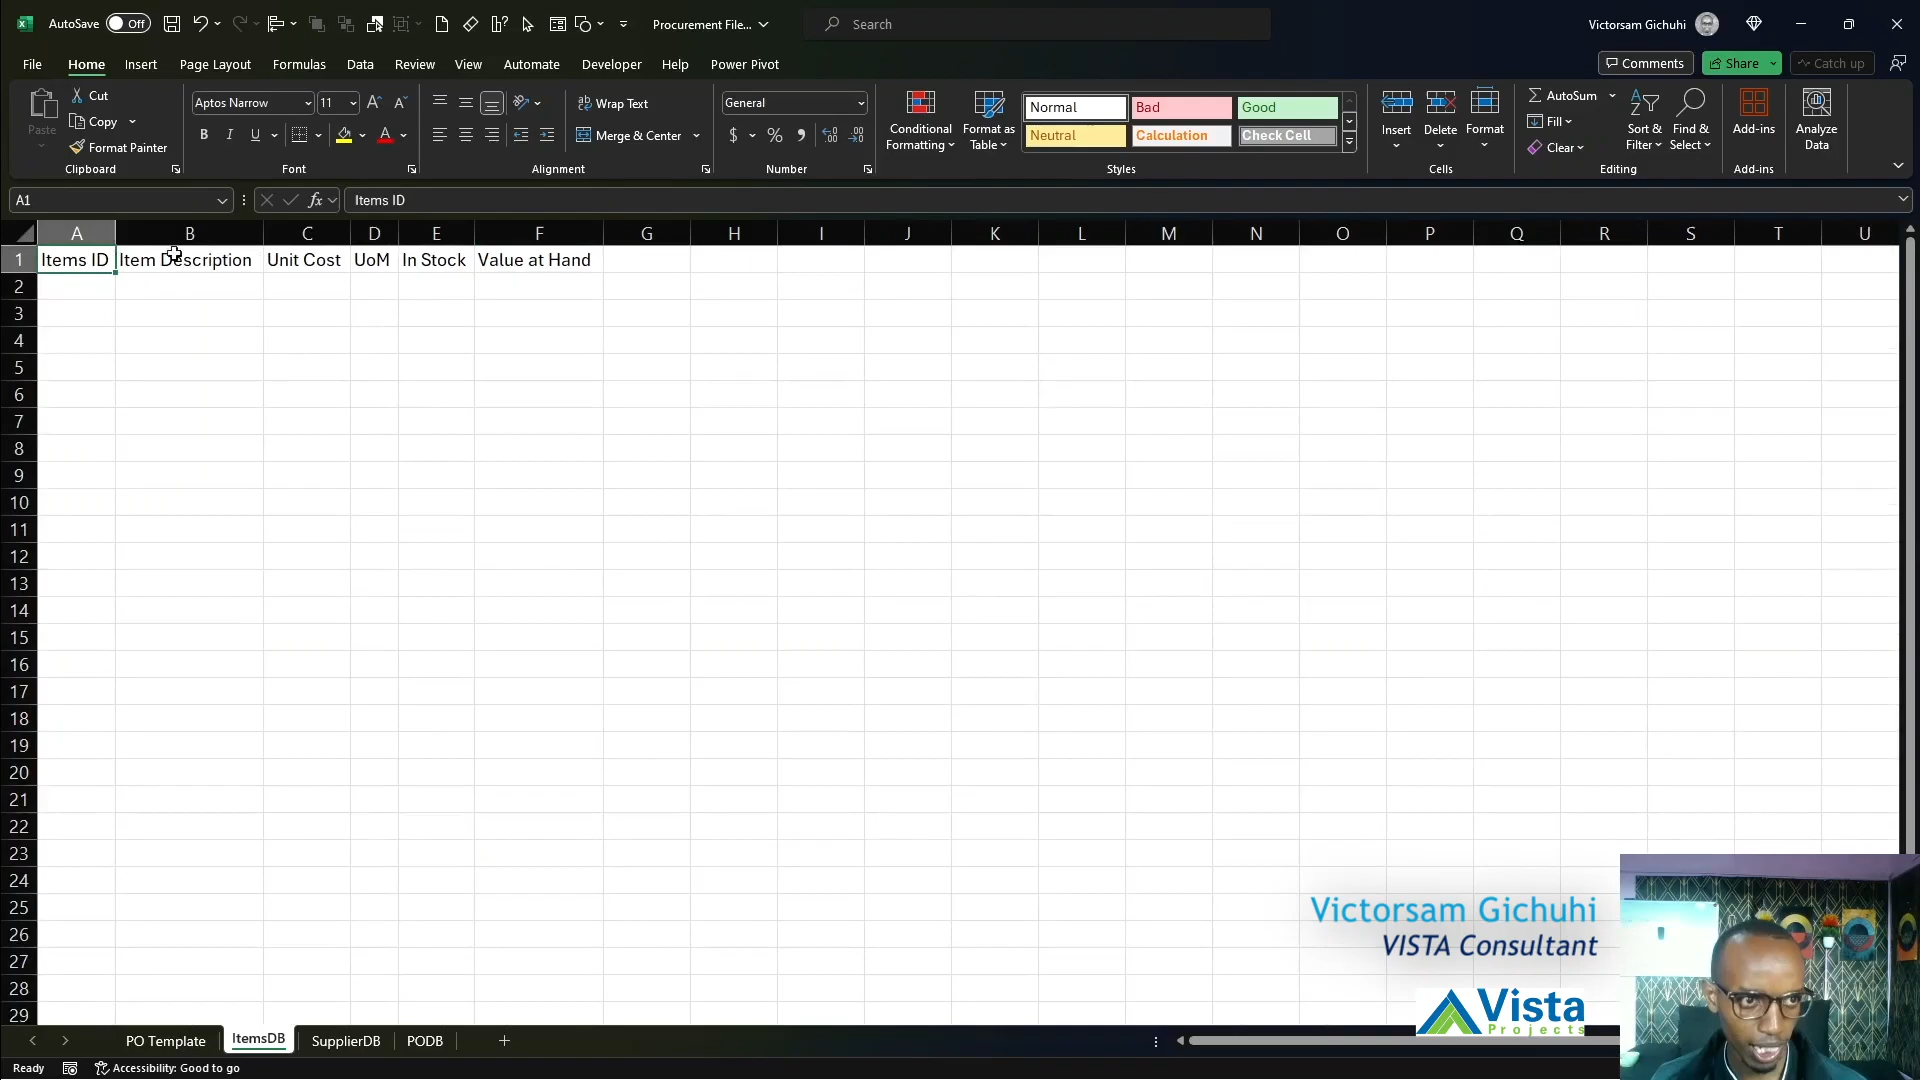 AutoSave Off Procurement File... Search Victorsam Gichuhi
File Home Insert Page Layout Formulas Data Review View Automate Developer Help Power Pivot Comments Share Catch up
Paste Cut Copy Format Painter Clipboard
Aptos Narrow 11 B I U A Font
Wrap Text Merge & Center Alignment
General $ % Number
Conditional Formatting Format as Table
Normal Bad Good
Neutral Calculation Check Cell
Styles
Insert Delete Format Cells
AutoSum Fill Clear Sort & Filter Find & Select Editing
Add-ins Add-ins
Analyze Data
A1 fx Items ID
A B C D E F G H I J K L M N O P Q R S T U
1 Items ID Item Description Unit Cost UoM In Stock Value at Hand
2
3
4
5
6
7
8
9
10
11
12
13
14
15
16
17
18
19
20
21
22
23
24
25
26
27
28
29
Victorsam Gichuhi
VISTA Consultant
Vista
Projects
PO Template ItemsDB SupplierDB PODB
Ready Accessibility: Good to go